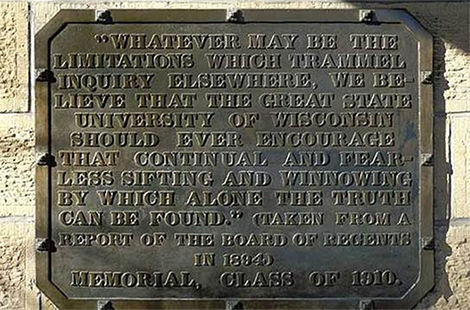 "WHATEVER MAY BE THE
LIMITATIONS WHICH TRAMMEL
INQUIRY ELSEWHERE, WE BE-
LIEVE THAT THE GREAT STATE
UNIVERSITY OF WISCONSIN
SHOULD EVER ENCOURAGE
THAT CONTINUAL AND FEAR-
LESS SIFTING AND WINNOWING
BY WHICH ALONE THE TRUTH
CAN BE FOUND." (TAKEN FROM A
REPORT OF THE BOARD OF REGENTS
IN 1894.)
MEMORIAL, CLASS OF 1910.